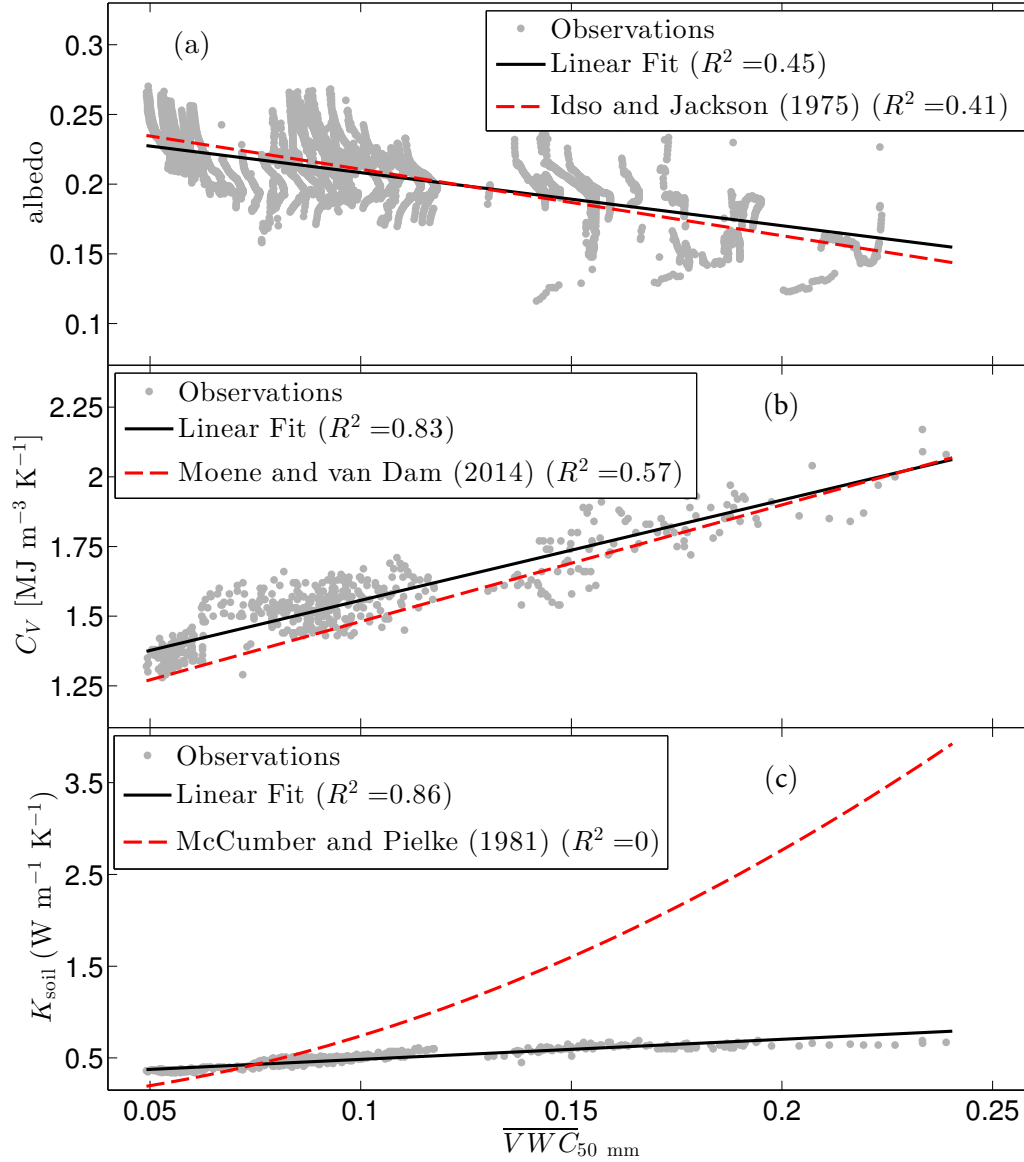 (a)
Observations
Linear Fit (R² =0.45)
Idso and Jackson (1975) (R² =0.41)
0.3
0.25
0.2
0.15
0.1
albedo
Observations
Linear Fit (R² =0.83)
Moene and van Dam (2014) (R² =0.57)
(b)
2.25
2
1.75
1.5
1.25
C_V [MJ m⁻³ K⁻¹]
Observations
Linear Fit (R² =0.86)
McCumber and Pielke (1981) (R² =0)
(c)
3.5
2.5
1.5
0.5
K_soil (W m⁻¹ K⁻¹)
0.05 0.1 0.15 0.2 0.25
V̅W̅C̅_50 mm